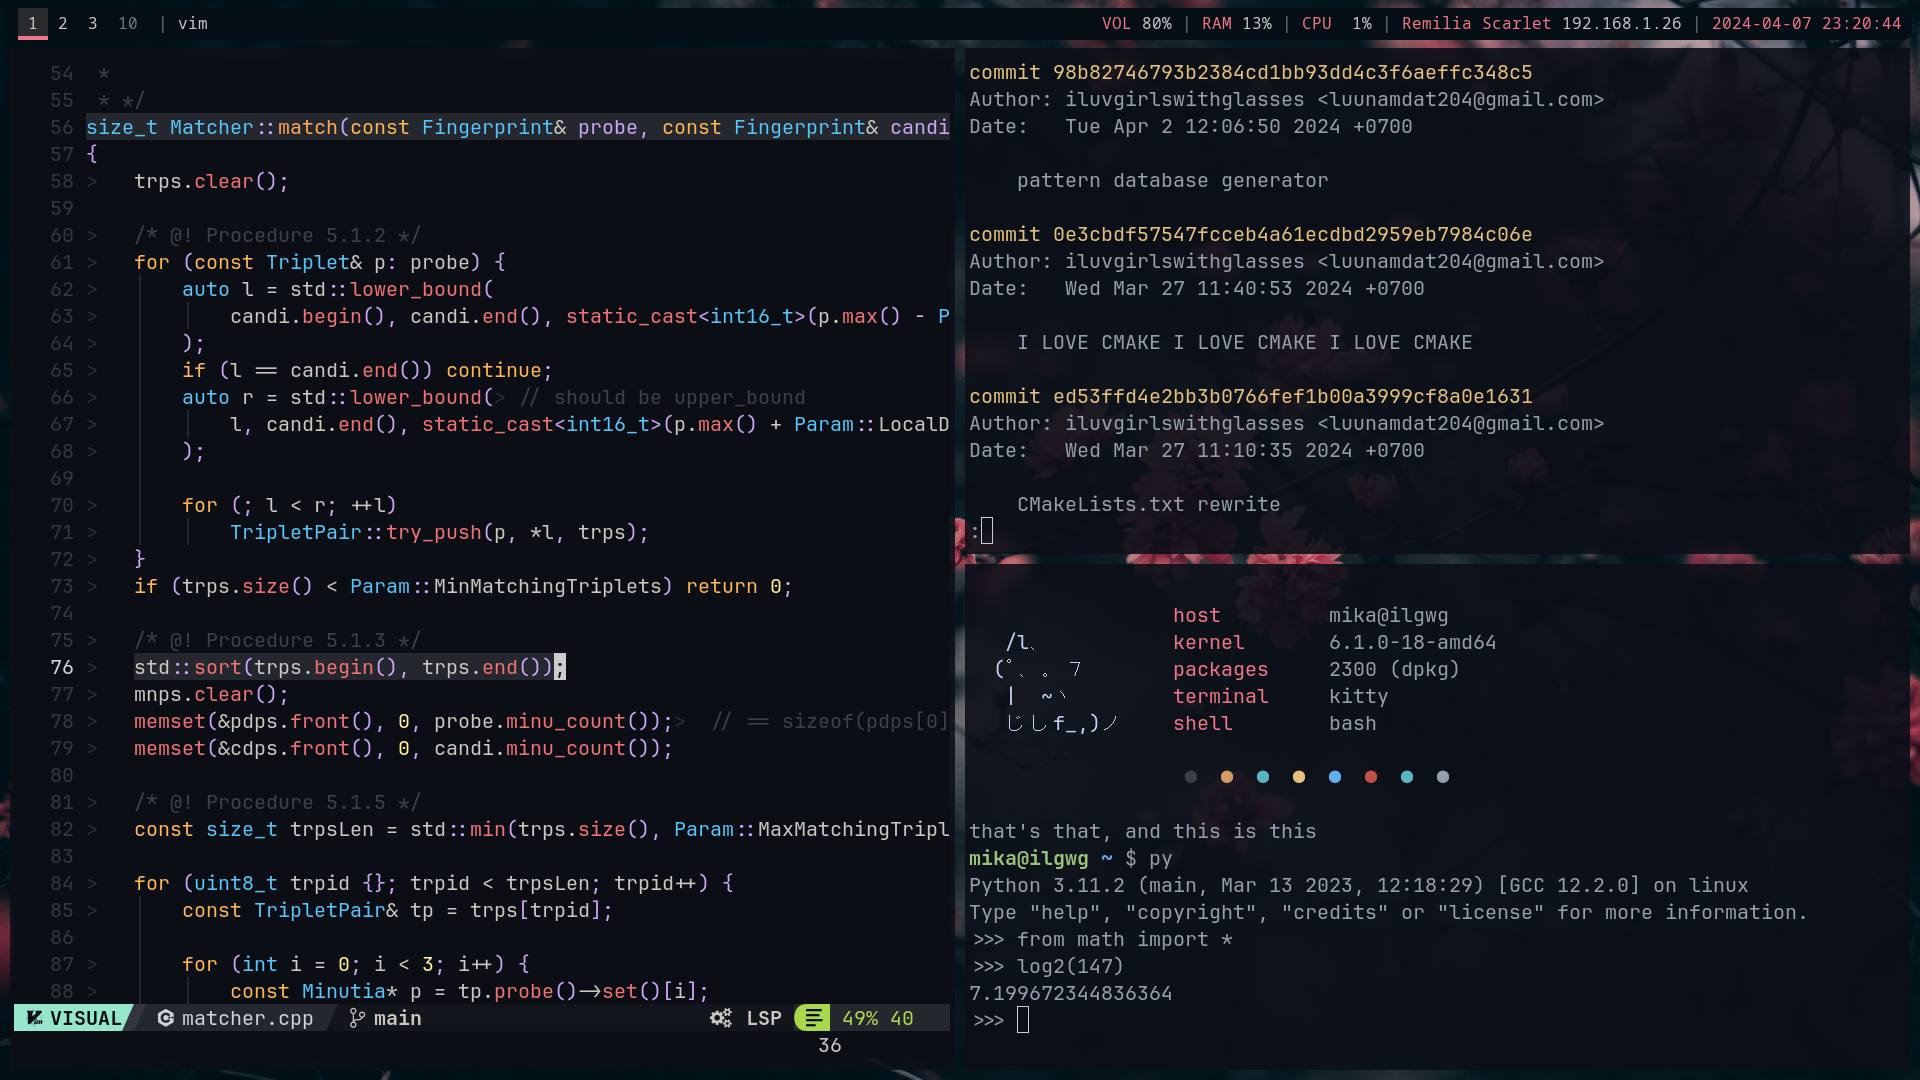 1 2 3 10 | vim
VOL 80% | RAM 13% | CPU 1% | Remilia Scarlet 192.168.1.26 | 2024-04-07 23:20:44
54 *
55 * */
56 size_t Matcher::match(const Fingerprint& probe, const Fingerprint& candi
57 {
58 > trps.clear();
59
60 > /* @! Procedure 5.1.2 */
61 > for (const Triplet& p: probe) {
62 > auto l = std::lower_bound(
63 > candi.begin(), candi.end(), static_cast<int16_t>(p.max() - P
64 > );
65 > if (l == candi.end()) continue;
66 > auto r = std::lower_bound(> // should be upper_bound
67 > l, candi.end(), static_cast<int16_t>(p.max() + Param::LocalD
68 > );
69
70 > for (; l < r; ++l)
71 > TripletPair::try_push(p, *l, trps);
72 > }
73 > if (trps.size() < Param::MinMatchingTriplets) return 0;
74
75 > /* @! Procedure 5.1.3 */
76 > std::sort(trps.begin(), trps.end());
77 > mnps.clear();
78 > memset(&pdps.front(), 0, probe.minu_count());> // == sizeof(pdps[0]
79 > memset(&cdps.front(), 0, candi.minu_count());
80
81 > /* @! Procedure 5.1.5 */
82 > const size_t trpsLen = std::min(trps.size(), Param::MaxMatchingTripl
83
84 > for (uint8_t trpid {}; trpid < trpsLen; trpid++) {
85 > const TripletPair& tp = trps[trpid];
86
87 > for (int i = 0; i < 3; i++) {
88 > const Minutia* p = tp.probe()->set()[i];
VISUAL matcher.cpp main LSP 49% 40
36
commit 98b82746793b2384cd1bb93dd4c3f6aeffc348c5
Author: iluvgirlswithglasses <luunamdat204@gmail.com>
Date: Tue Apr 2 12:06:50 2024 +0700
pattern database generator
commit 0e3cbdf57547fcceb4a61ecdbd2959eb7984c06e
Author: iluvgirlswithglasses <luunamdat204@gmail.com>
Date: Wed Mar 27 11:40:53 2024 +0700
I LOVE CMAKE I LOVE CMAKE I LOVE CMAKE
commit ed53ffd4e2bb3b0766fef1b00a3999cf8a0e1631
Author: iluvgirlswithglasses <luunamdat204@gmail.com>
Date: Wed Mar 27 11:10:35 2024 +0700
CMakeLists.txt rewrite
:
host mika@ilgwg
/l、 kernel 6.1.0-18-amd64
(ﾟ､ 。 7 packages 2300 (dpkg)
| ~ヽ terminal kitty
じしf_,)ノ shell bash
that's that, and this is this
mika@ilgwg ~ $ py
Python 3.11.2 (main, Mar 13 2023, 12:18:29) [GCC 12.2.0] on linux
Type "help", "copyright", "credits" or "license" for more information.
>>> from math import *
>>> log2(147)
7.199672344836364
>>>